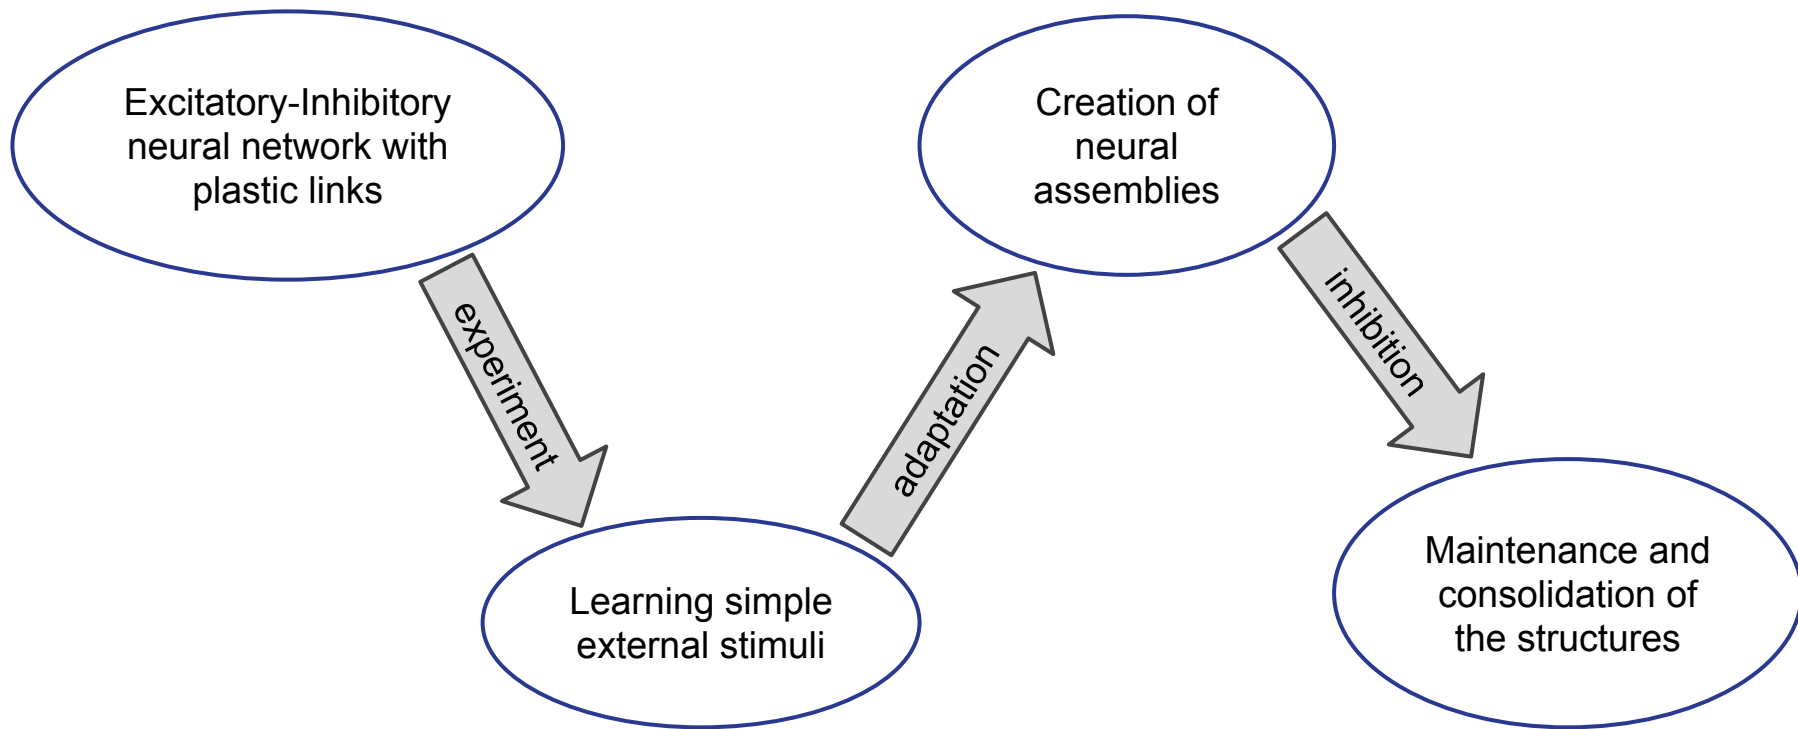 Excitatory-Inhibitory
neural network with
plastic links
experiment
Learning simple
external stimuli
adaptation
Creation of
neural
assemblies
inhibition
Maintenance and
consolidation of
the structures